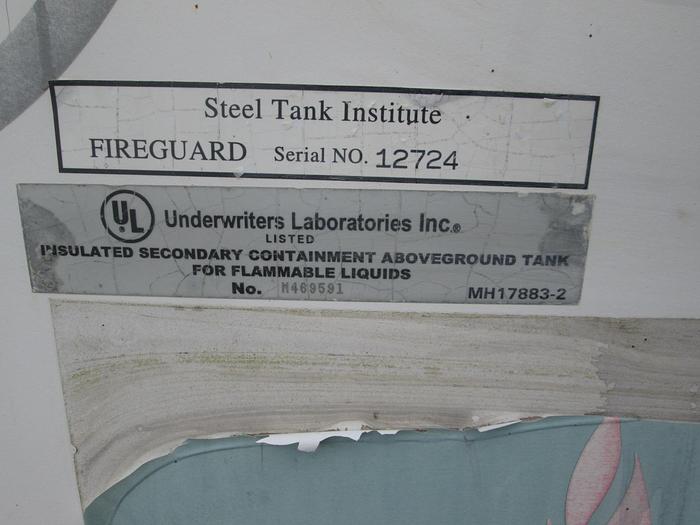 Steel Tank Institute
FIREGUARD Serial NO. 12724
UL Underwriters Laboratories Inc.®
LISTED
INSULATED SECONDARY CONTAINMENT ABOVEGROUND TANK
FOR FLAMMABLE LIQUIDS
No. M469591 MH17883-2